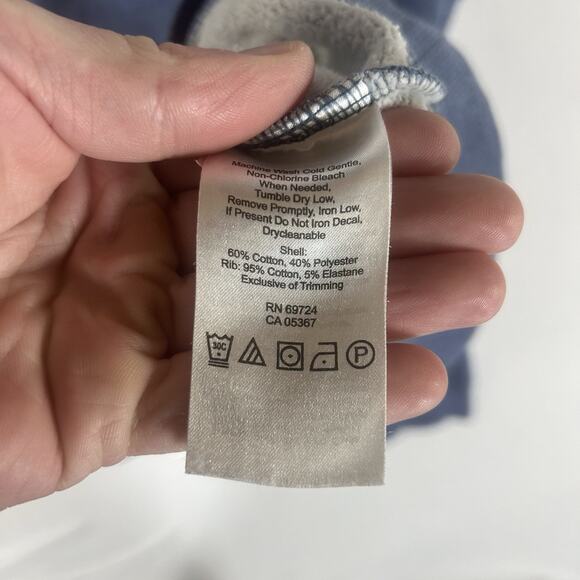 Machine Wash Cold Gentle,
Non-Chlorine Bleach
When Needed,
Tumble Dry Low,
Remove Promptly, Iron Low,
If Present Do Not Iron Decal,
Drycleanable
Shell:
60% Cotton, 40% Polyester
Rib: 95% Cotton, 5% Elastane
Exclusive of Trimming
RN 69724
CA 05367
30C P